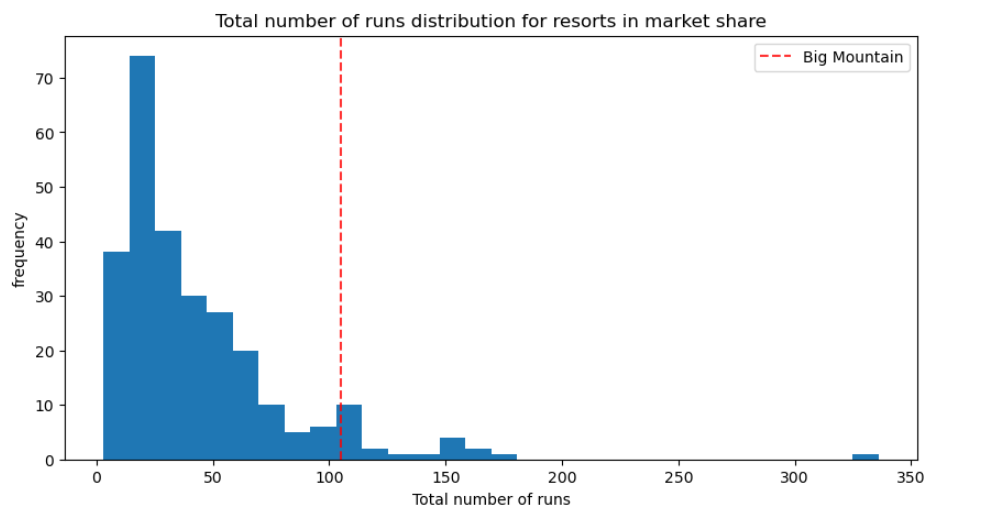 Total number of runs distribution for resorts in market share
Big Mountain
70
60
50
40
30
20
10
0
frequency
0 50 100 150 200 250 300 350
Total number of runs